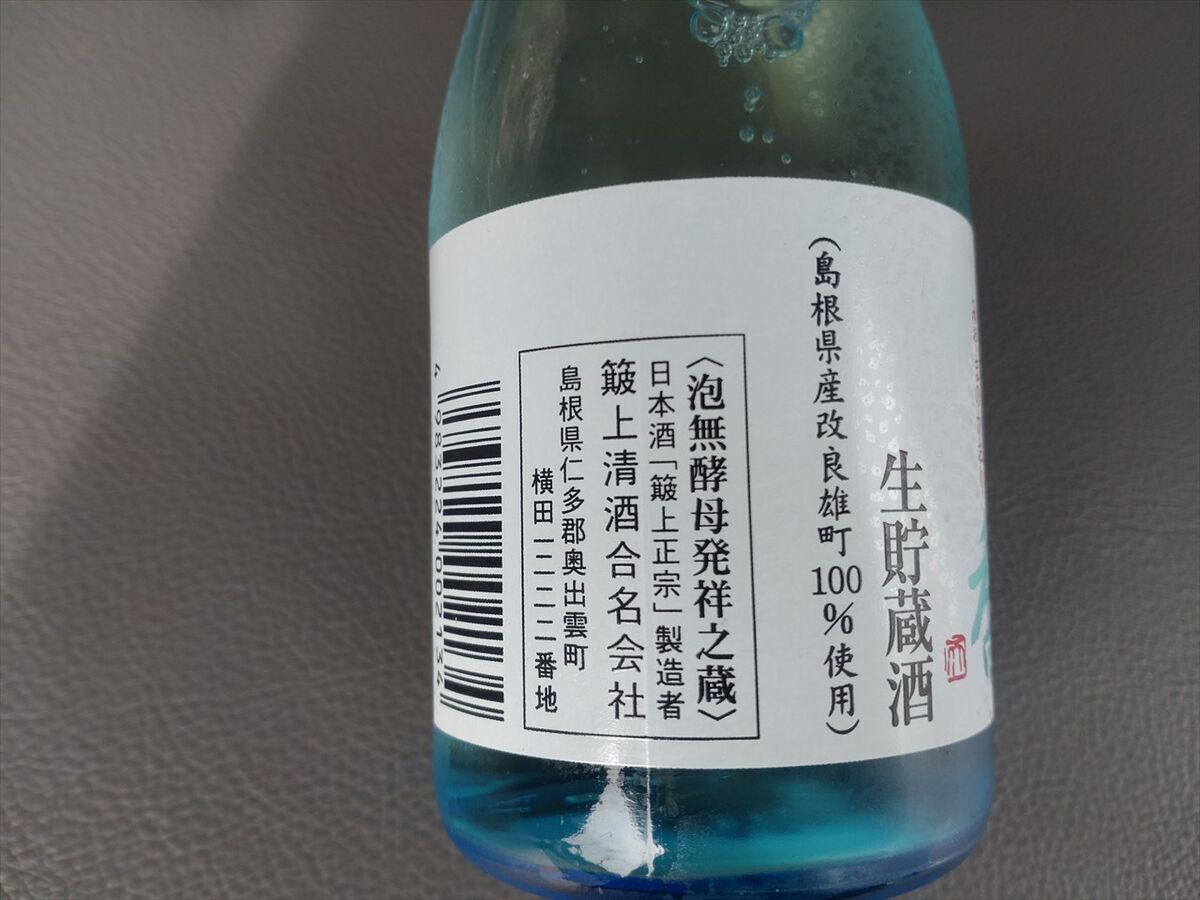 生貯蔵酒
(島根県産改良雄町100%使用)
〈泡無酵母発祥之蔵〉
日本酒「簸上正宗」製造者
簸上清酒合名会社
島根県仁多郡奥出雲町
横田一二二二番地
4983224002134